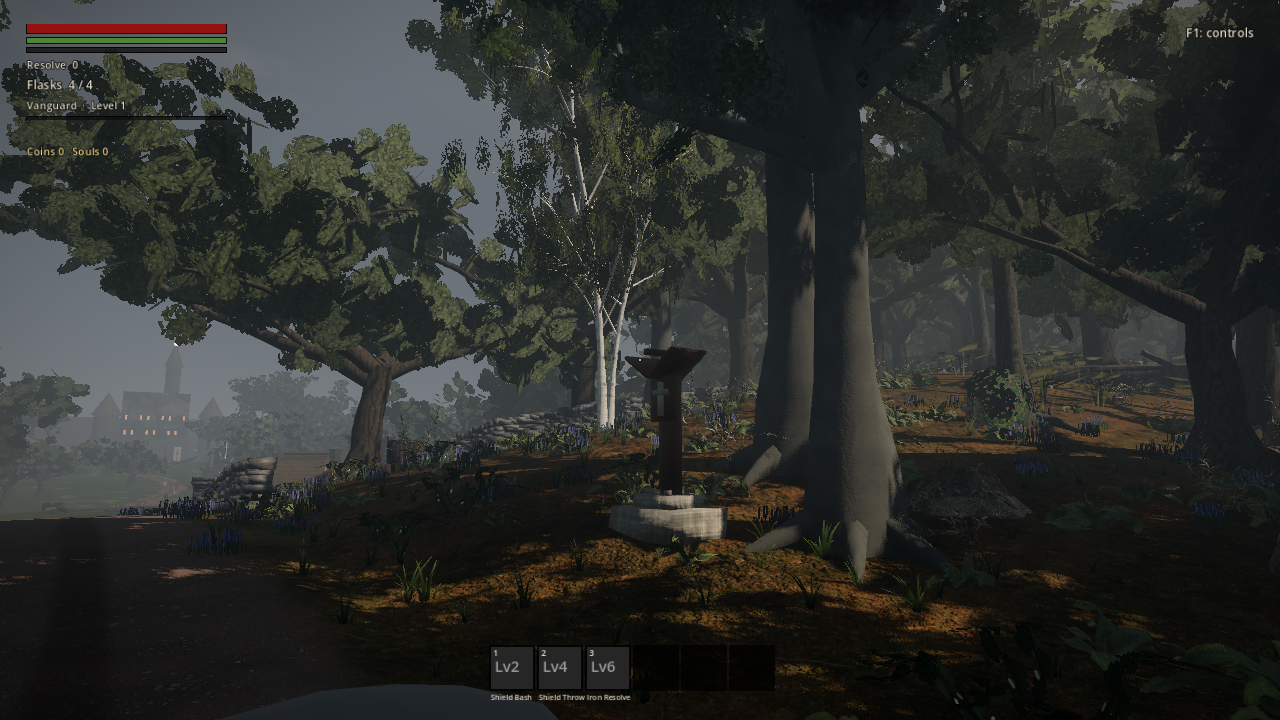 F1: controls
Resolve 0
Flasks 4 / 4
Vanguard · Level 1
Coins 0 Souls 0
1 2 3
Lv2 Lv4 Lv6
Shield Bash Shield Throw Iron Resolve